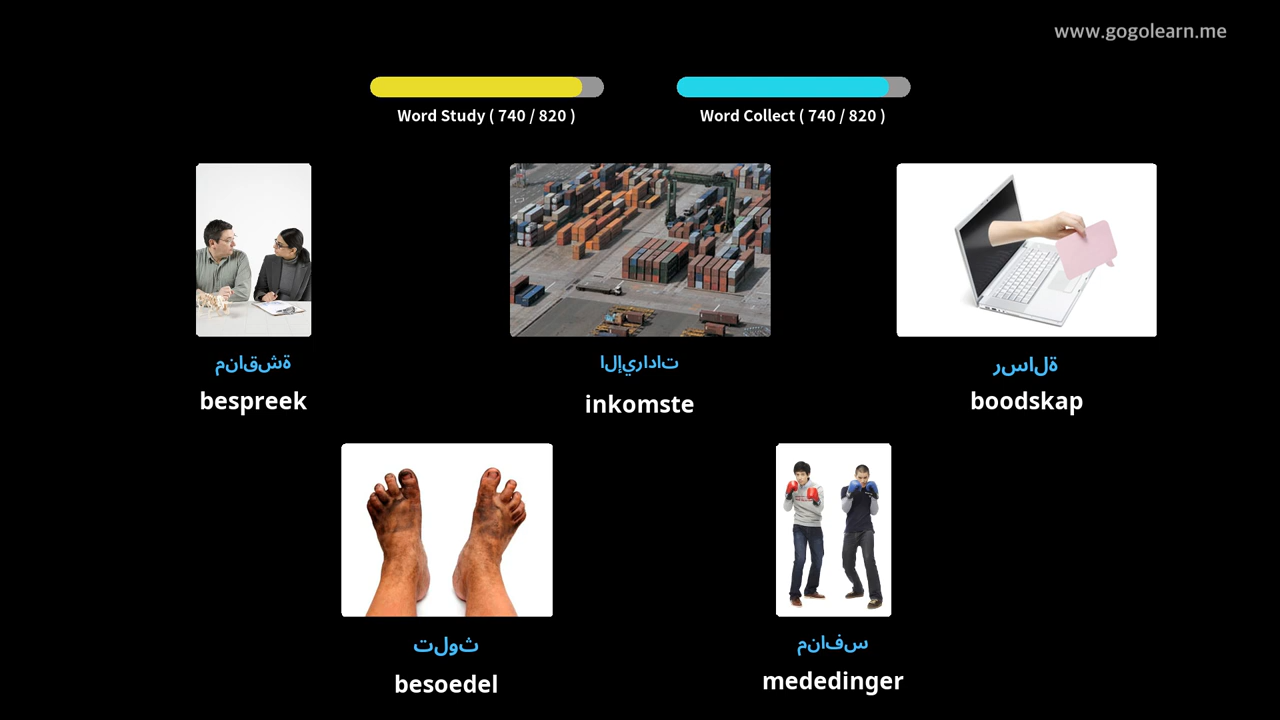 www.gogolearn.me
Word Study ( 740 / 820 )
Word Collect ( 740 / 820 )
مناقشة
الإيرادات
رسالة
bespreek
inkomste
boodskap
تلوث
منافس
besoedel
mededinger